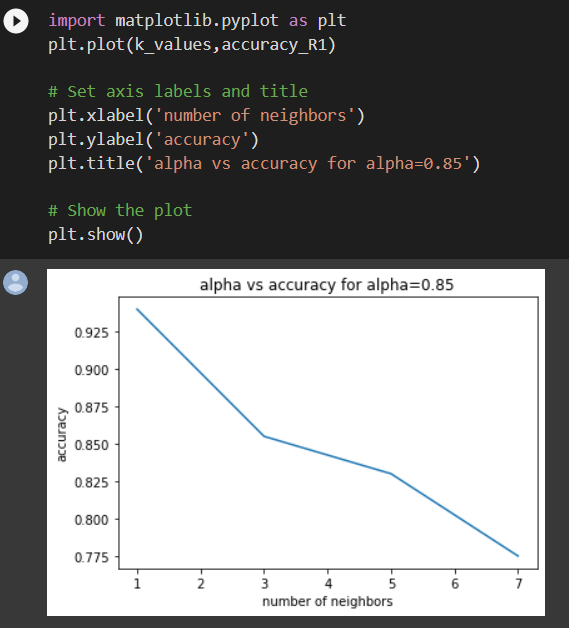 import matplotlib.pyplot as plt
plt.plot(k_values,accuracy_R1)
# Set axis labels and title
plt.xlabel('number of neighbors')
plt.ylabel('accuracy')
plt.title('alpha vs accuracy for alpha=0.85')
# Show the plot
plt.show()
alpha vs accuracy for alpha=0.85
accuracy
0.925
0.900
0.875
0.850
0.825
0.800
0.775
1 2 3 4 5 6 7
number of neighbors